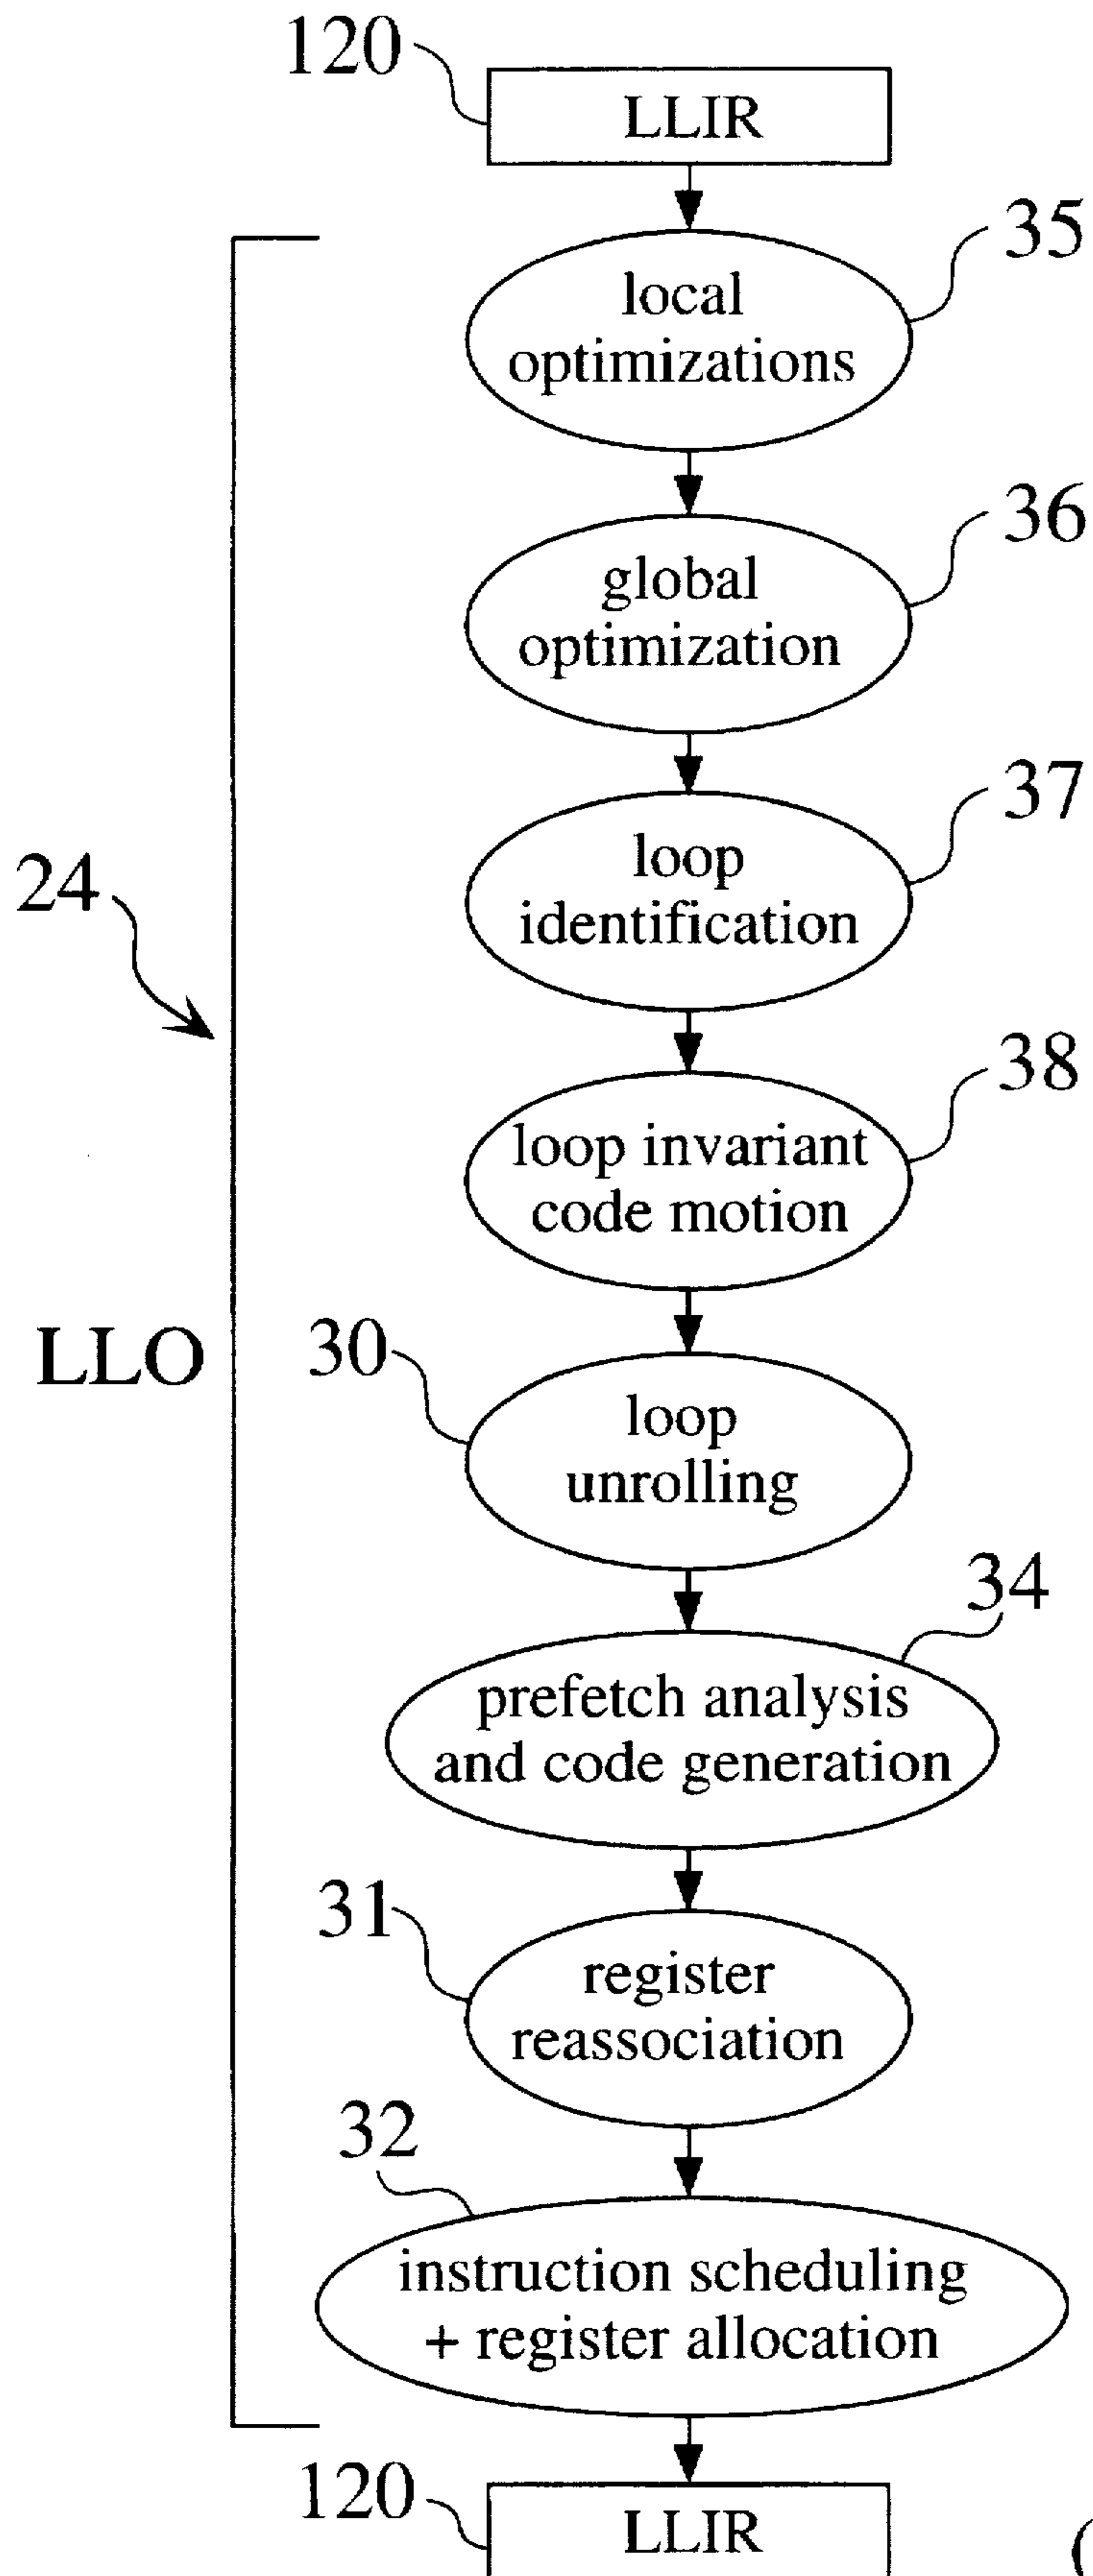 120
LLIR
35
local
optimizations
36
global
optimization
37
loop
identification
24
38
loop invariant
code motion
LLO
30
loop
unrolling
34
prefetch analysis
and code generation
31
register
reassociation
32
instruction scheduling
+ register allocation
120
LLIR
(